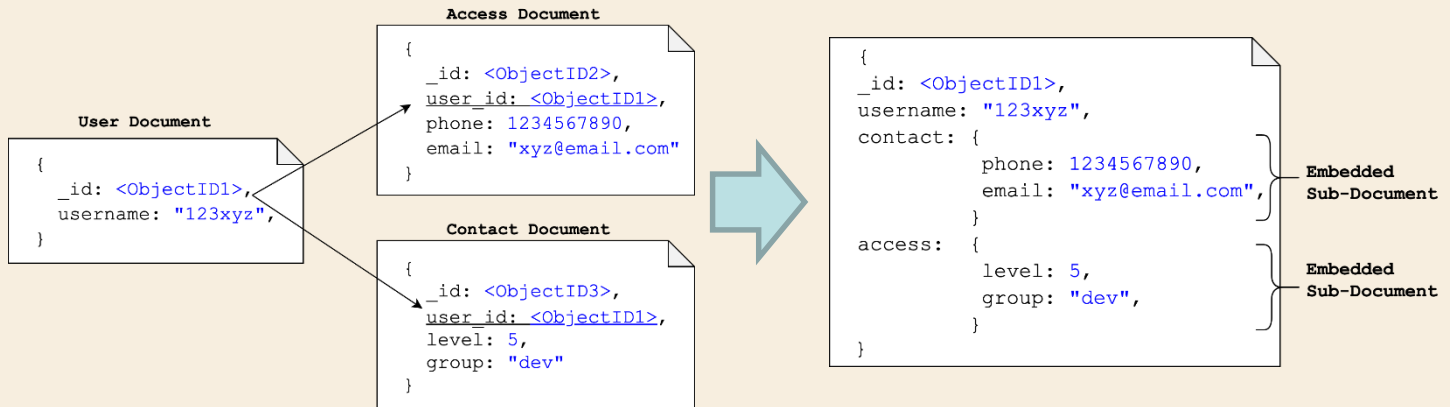 User Document
{
_id: <ObjectID1>,
username: "123xyz",
}
Access Document
{
_id: <ObjectID2>,
user_id: <ObjectID1>,
phone: 1234567890,
email: "xyz@email.com"
}
Contact Document
{
_id: <ObjectID3>,
user_id: <ObjectID1>,
level: 5,
group: "dev"
}
{
_id: <ObjectID1>,
username: "123xyz",
contact: {
phone: 1234567890,
email: "xyz@email.com",
}
access: {
level: 5,
group: "dev",
}
}
Embedded
Sub-Document
Embedded
Sub-Document